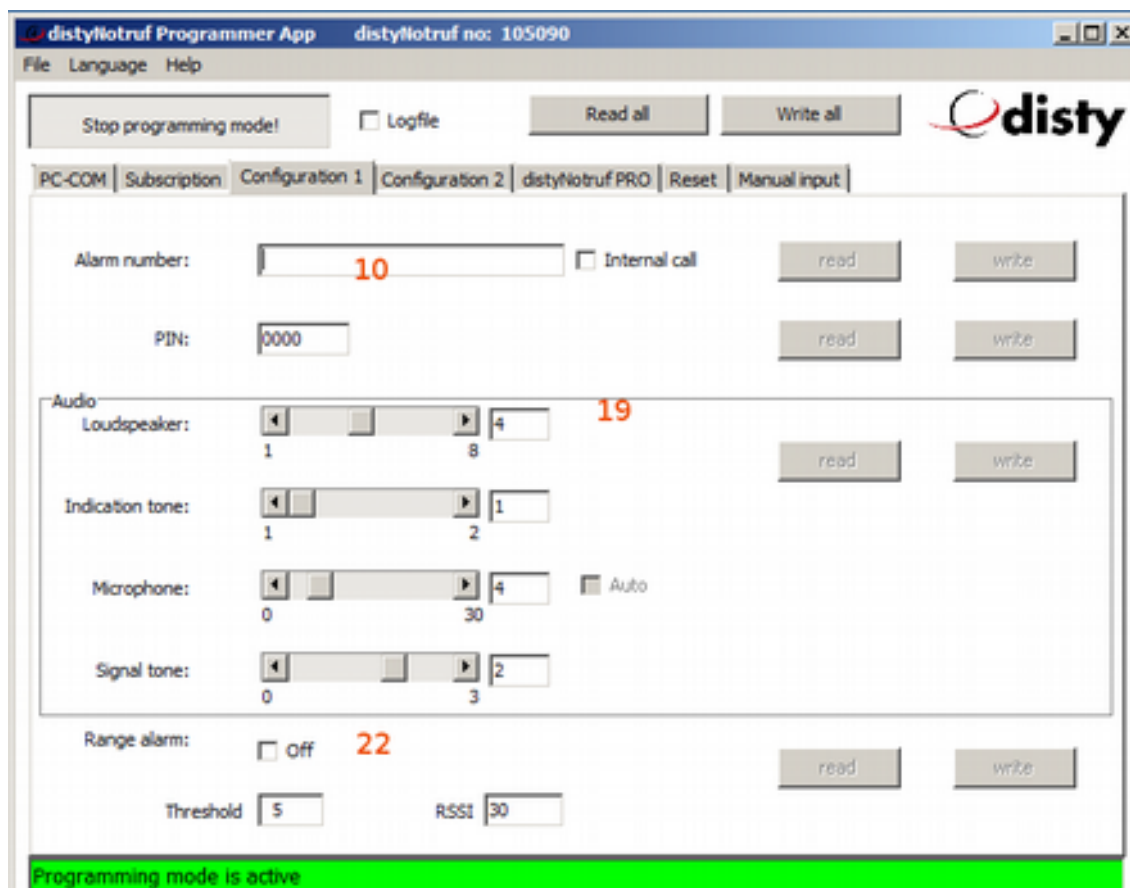 distyNotruf Programmer App distyNotruf no: 105090
File Language Help
Stop programming mode! Logfile Read all Write all disty
PC-COM Subscription Configuration 1 Configuration 2 distyNotruf PRO Reset Manual input
Alarm number: 10 Internal call read write
PIN: 0000 read write
Audio 19
Loudspeaker: 4
1 8 read write
Indication tone: 1
1 2
Microphone: 4 Auto
0 30
Signal tone: 2
0 3
Range alarm: Off 22 read write
Threshold 5 RSSI 30
Programming mode is active